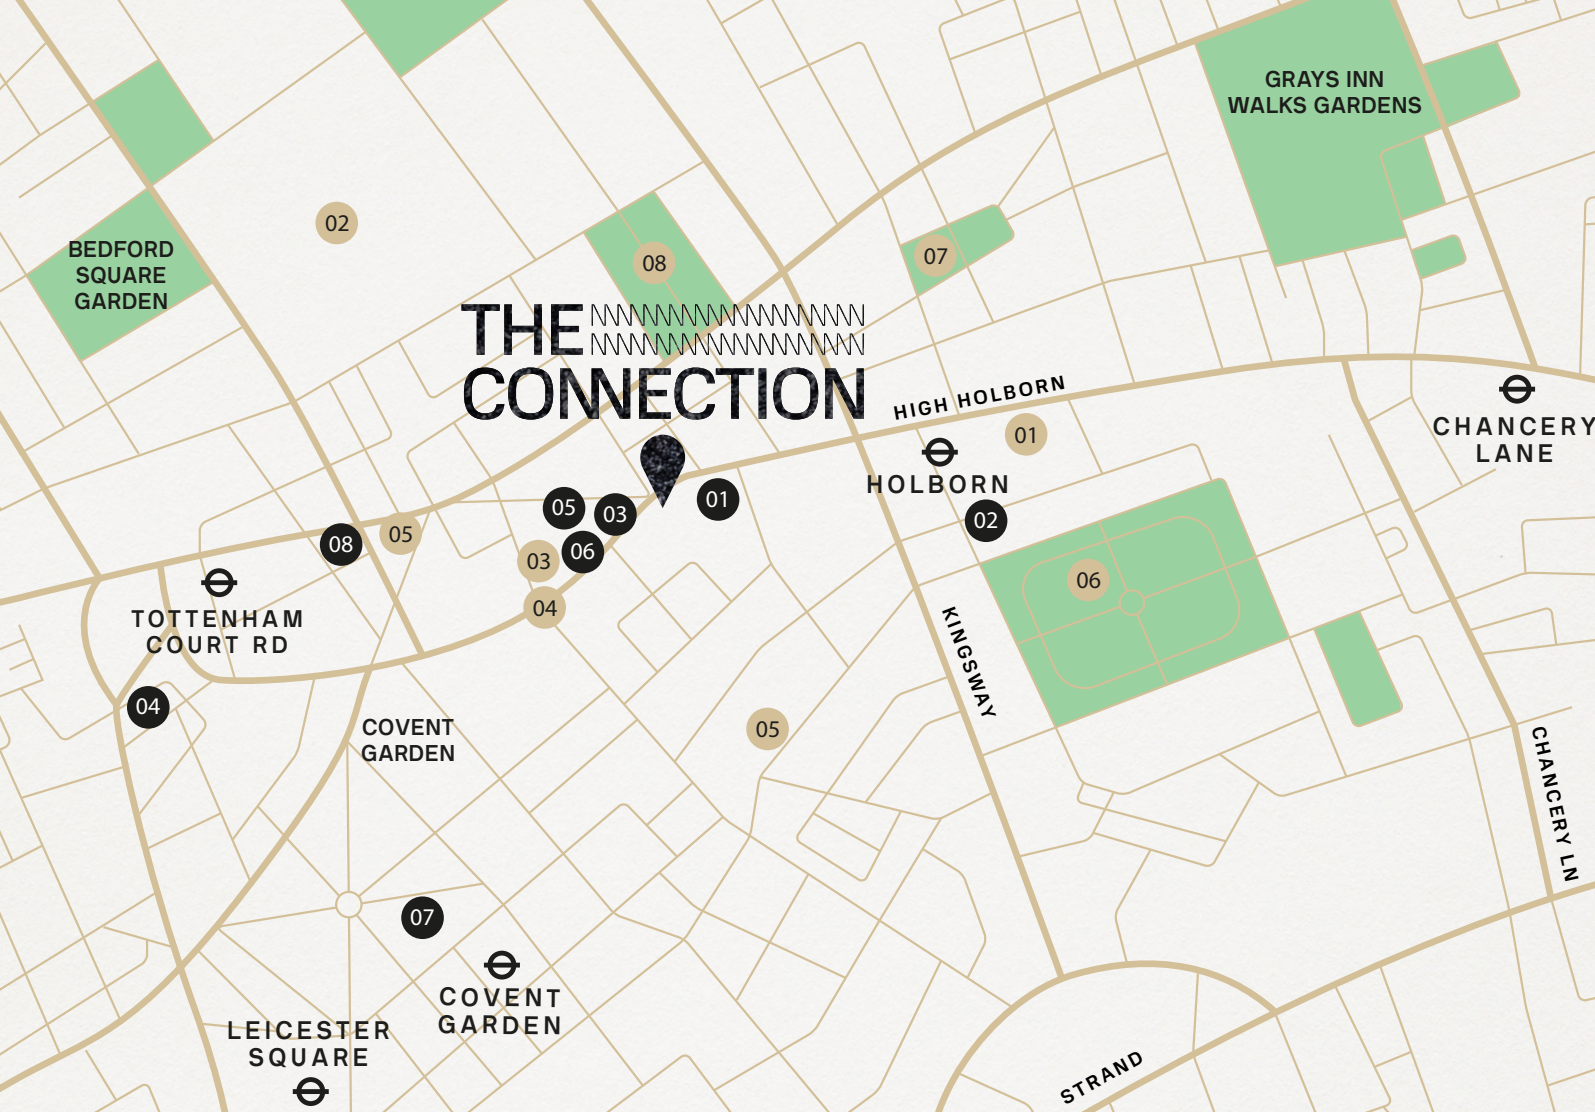 GRAYS INN
WALKS GARDENS
02
BEDFORD
SQUARE
GARDEN
08
07
THE
CONNECTION
HIGH HOLBORN
01
CHANCERY
LANE
HOLBORN
05
03
01
02
08
05
03
06
04
06
TOTTENHAM
COURT RD
KINGSWAY
04
COVENT
GARDEN
05
CHANCERY LN
07
COVENT
GARDEN
LEICESTER
SQUARE
STRAND